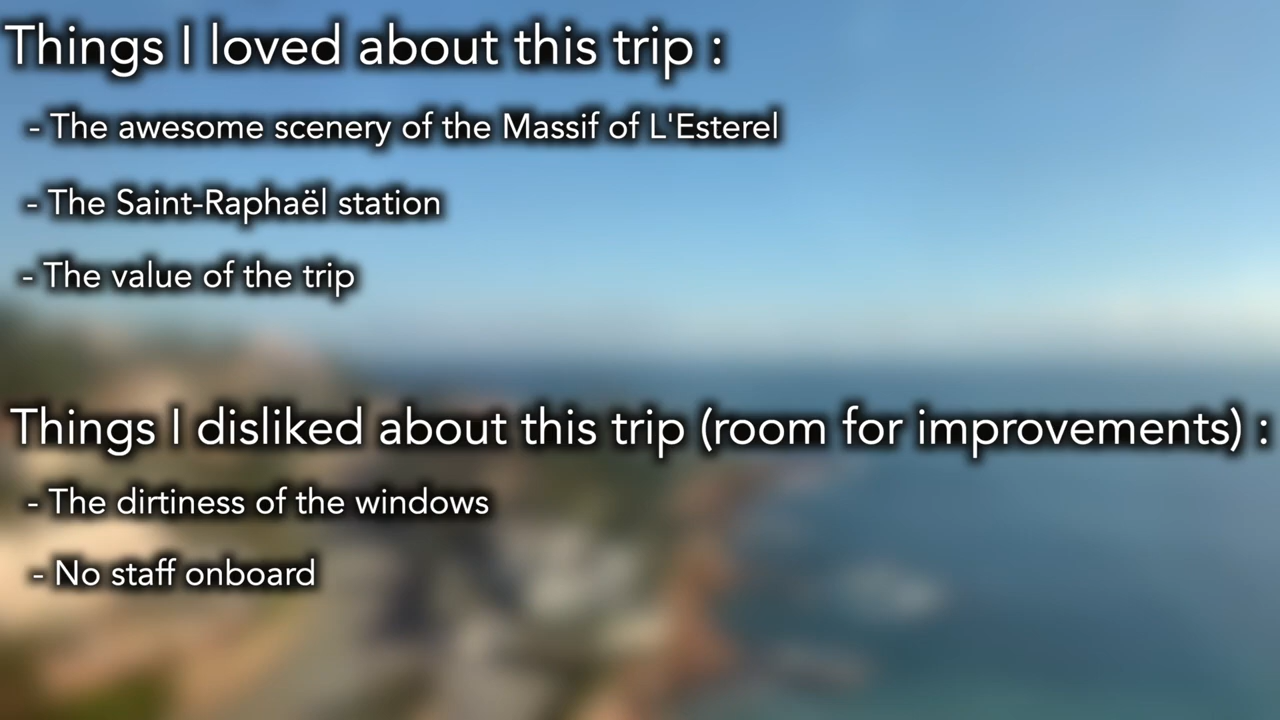 Things I loved about this trip :
- The awesome scenery of the Massif of L'Esterel
- The Saint-Raphaël station
- The value of the trip
Things I disliked about this trip (room for improvements) :
- The dirtiness of the windows
- No staff onboard